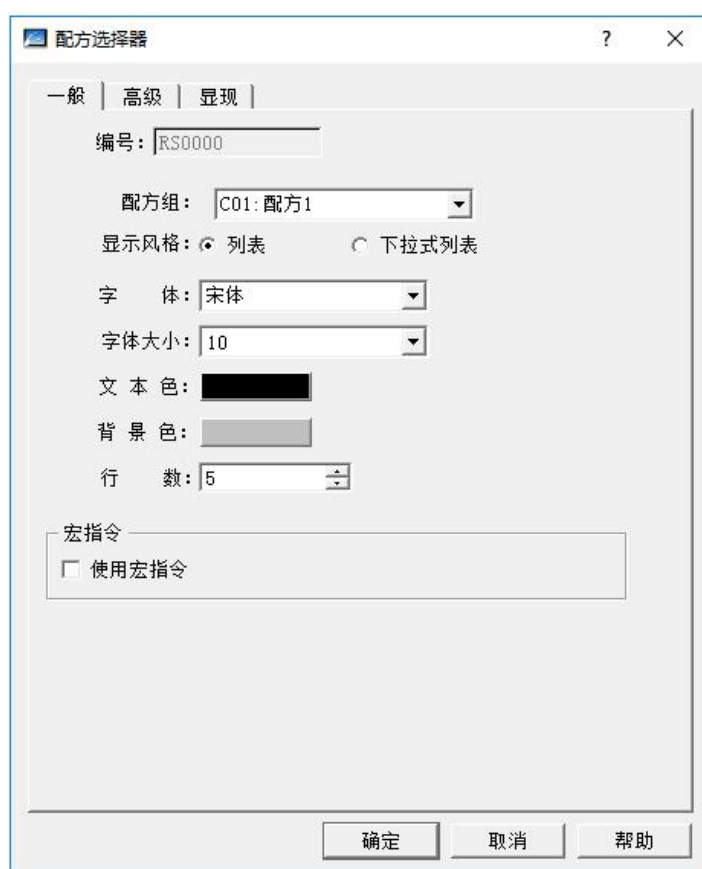 配方选择器 ?
一般 高级 显现
编号: RS0000
配方组: C01:配方1
显示风格: 列表 下拉式列表
字 体: 宋体
字体大小: 10
文 本 色:
背 景 色:
行 数: 5
宏指令
使用宏指令
确定 取消 帮助